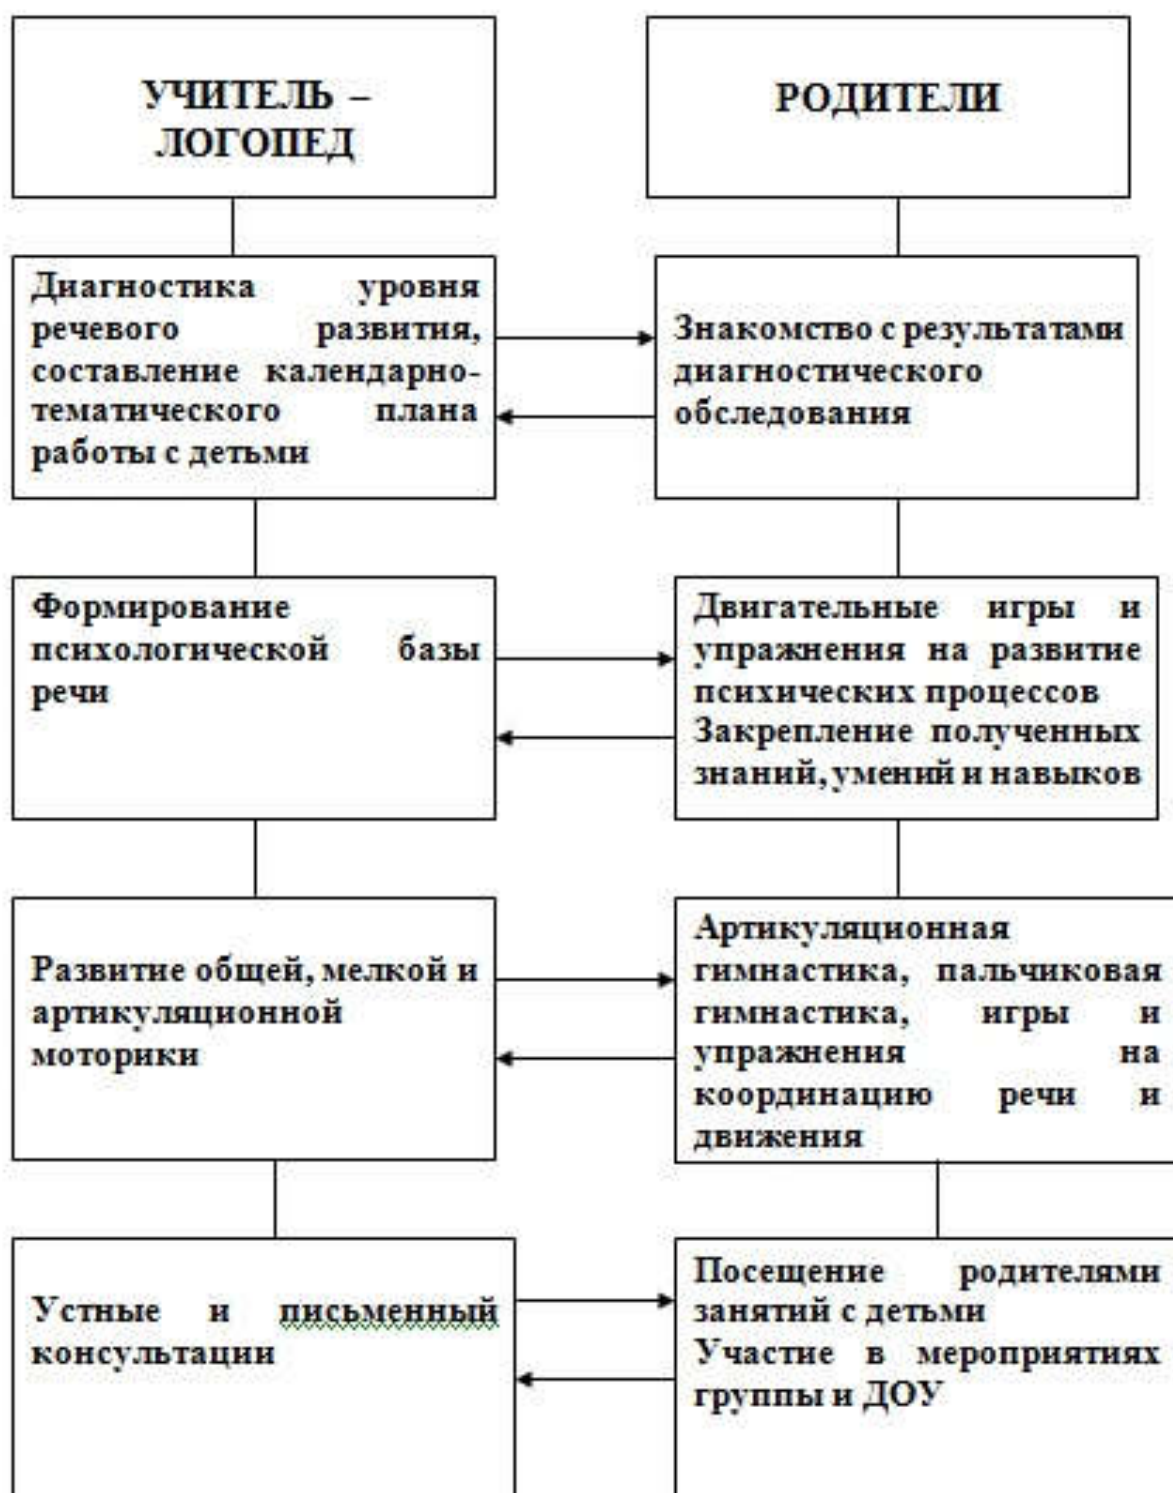 УЧИТЕЛЬ –
ЛОГОПЕД
РОДИТЕЛИ
Диагностика уровня
речевого развития,
составление календарно-
тематического плана
работы с детьми
Знакомство с результатами
диагностического
обследования
Формирование
психологической базы
речи
Двигательные игры и
упражнения на развитие
психических процессов
Закрепление полученных
знаний, умений и навыков
Развитие общей, мелкой и
артикуляционной
моторики
Артикуляционная
гимнастика, пальчиковая
гимнастика, игры и
упражнения на
координацию речи и
движения
Устные и письменный
консультации
Посещение родителями
занятий с детьми
Участие в мероприятиях
группы и ДОУ